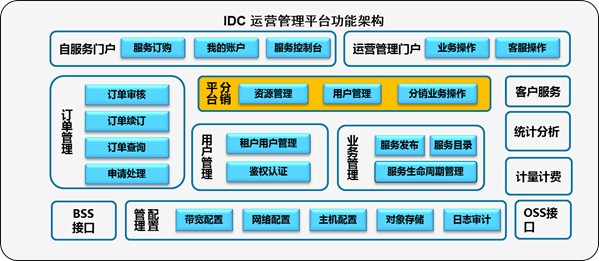 IDC 运营管理平台功能架构
自服务门户
服务订购
我的账户
服务控制台
运营管理门户
业务操作
客服操作
订单管理
订单审核
订单续订
订单查询
申请处理
分销平台
资源管理
用户管理
分销业务操作
客户服务
统计分析
计量计费
用户管理
租户用户管理
鉴权认证
业务管理
服务发布
服务目录
服务生命周期管理
BSS
接口
配置管理
带宽配置
网络配置
主机配置
对象存储
日志审计
OSS接
口